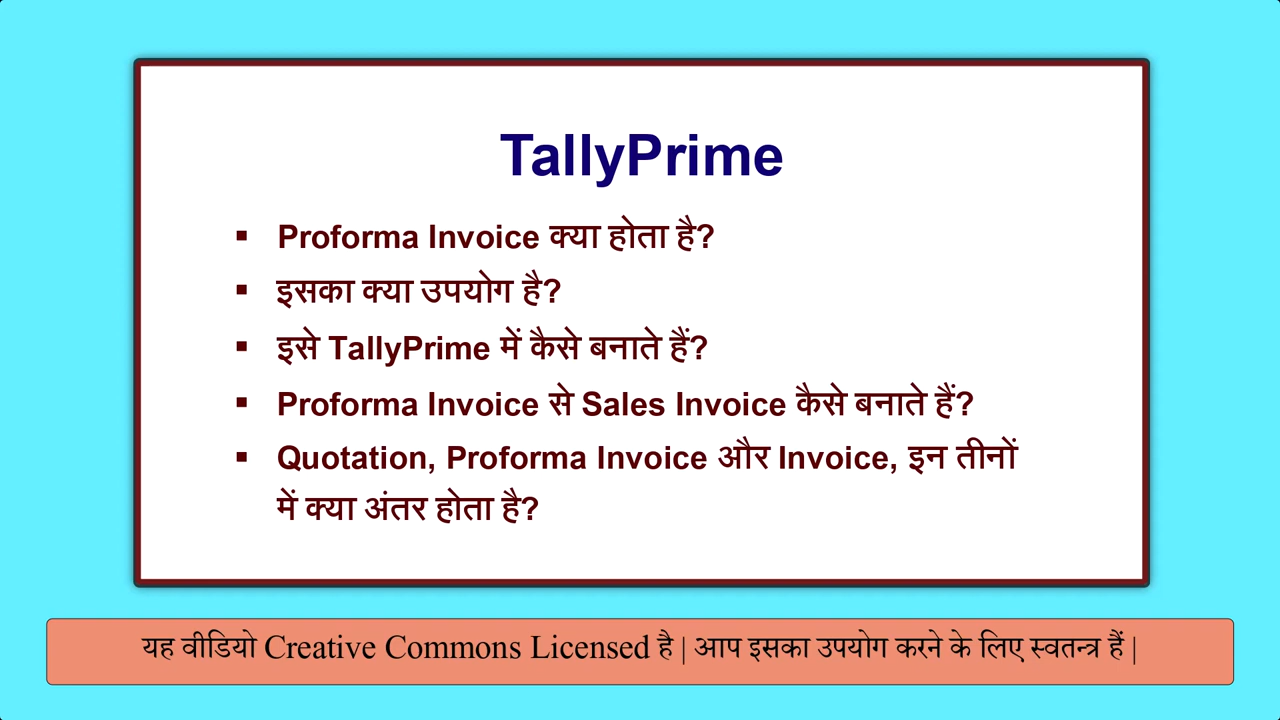 TallyPrime
▪ Proforma Invoice क्या होता है?
▪ इसका क्या उपयोग है?
▪ इसे TallyPrime में कैसे बनाते हैं?
▪ Proforma Invoice से Sales Invoice कैसे बनाते हैं?
▪ Quotation, Proforma Invoice और Invoice, इन तीनों
में क्या अंतर होता है?
यह वीडियो Creative Commons Licensed है | आप इसका उपयोग करने के लिए स्वतन्त्र हैं |